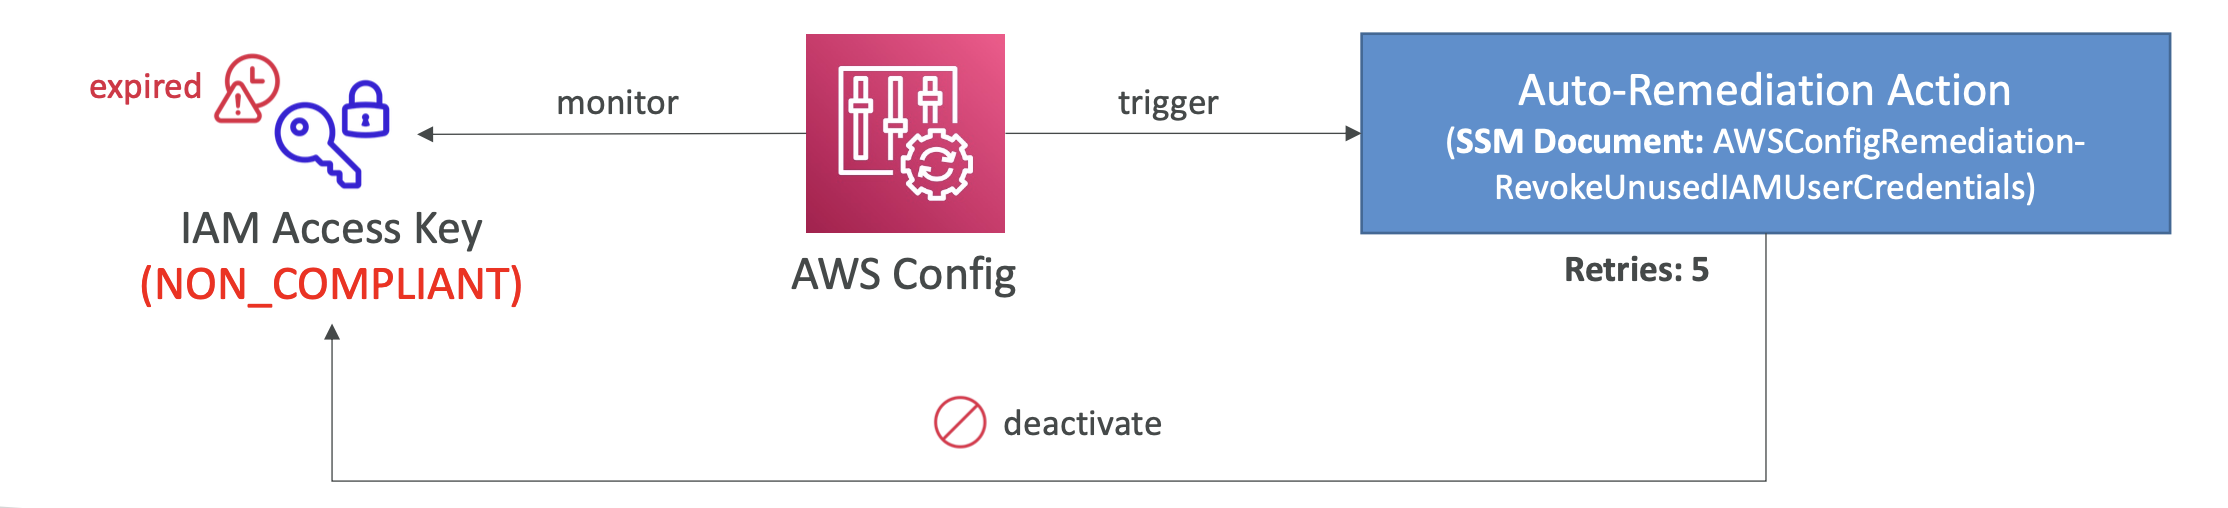 expired
IAM Access Key
(NON_COMPLIANT)
monitor
AWS Config
trigger
Auto-Remediation Action
(SSM Document: AWSConfigRemediation-
RevokeUnusedIAMUserCredentials)
Retries: 5
deactivate